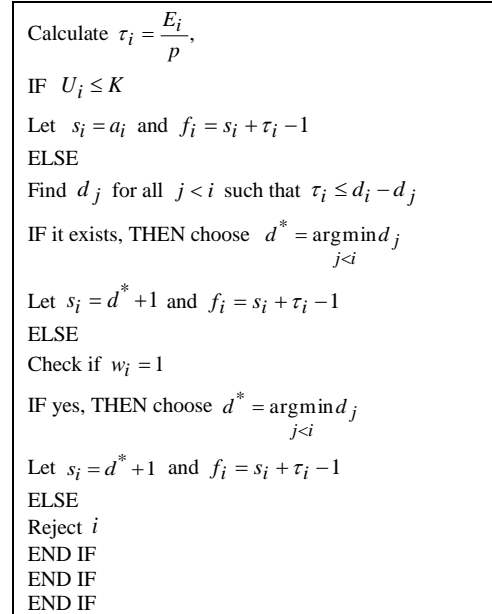 Calculate τ_i = E_i / p,
IF U_i ≤ K
Let s_i = a_i and f_i = s_i + τ_i −1
ELSE
Find d_j for all j < i such that τ_i ≤ d_i − d_j
IF it exists, THEN choose d^* = argmin d_j
j<i
Let s_i = d^* +1 and f_i = s_i + τ_i −1
ELSE
Check if w_i = 1
IF yes, THEN choose d^* = argmin d_j
j<i
Let s_i = d^* +1 and f_i = s_i + τ_i −1
ELSE
Reject i
END IF
END IF
END IF